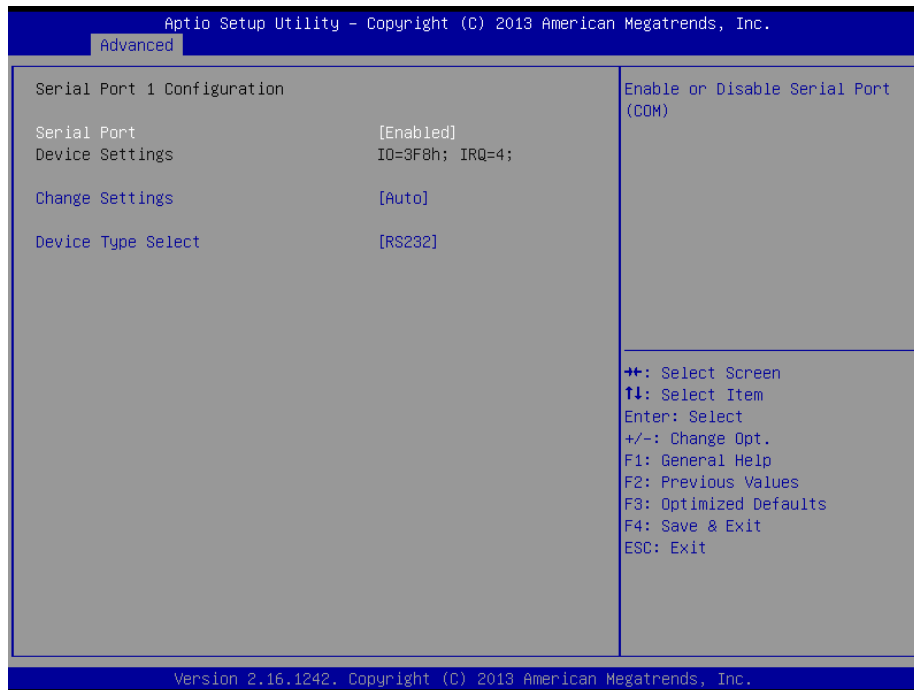 Aptio Setup Utility – Copyright (C) 2013 American Megatrends, Inc.
Advanced
Serial Port 1 Configuration
Serial Port [Enabled]
Device Settings IO=3F8h; IRQ=4;
Change Settings [Auto]
Device Type Select [RS232]
Enable or Disable Serial Port
(COM)
→←: Select Screen
↑↓: Select Item
Enter: Select
+/-: Change Opt.
F1: General Help
F2: Previous Values
F3: Optimized Defaults
F4: Save & Exit
ESC: Exit
Version 2.16.1242. Copyright (C) 2013 American Megatrends, Inc.